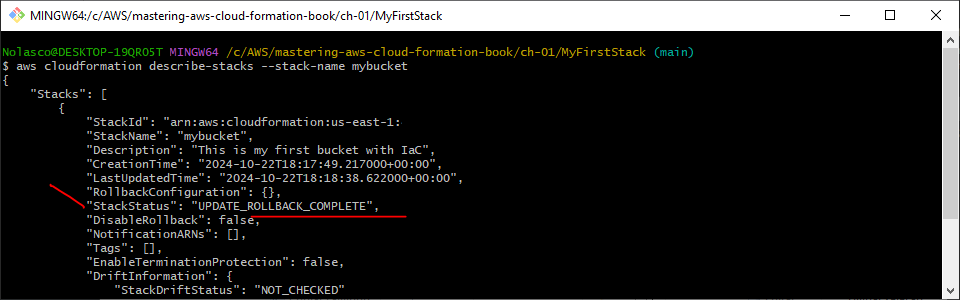 MINGW64:/c/AWS/mastering-aws-cloud-formation-book/ch-01/MyFirstStack
Nolasco@DESKTOP-19QRO5T MINGW64 /c/AWS/mastering-aws-cloud-formation-book/ch-01/MyFirstStack (main)
$ aws cloudformation describe-stacks --stack-name mybucket
{
    "Stacks": [
        {
            "StackId": "arn:aws:cloudformation:us-east-1:
            "StackName": "mybucket",
            "Description": "This is my first bucket with IaC",
            "CreationTime": "2024-10-22T18:17:49.217000+00:00",
            "LastUpdatedTime": "2024-10-22T18:18:38.622000+00:00",
            "RollbackConfiguration": {},
            "StackStatus": "UPDATE_ROLLBACK_COMPLETE",
            "DisableRollback": false,
            "NotificationARNs": [],
            "Tags": [],
            "EnableTerminationProtection": false,
            "DriftInformation": {
                "StackDriftStatus": "NOT_CHECKED"